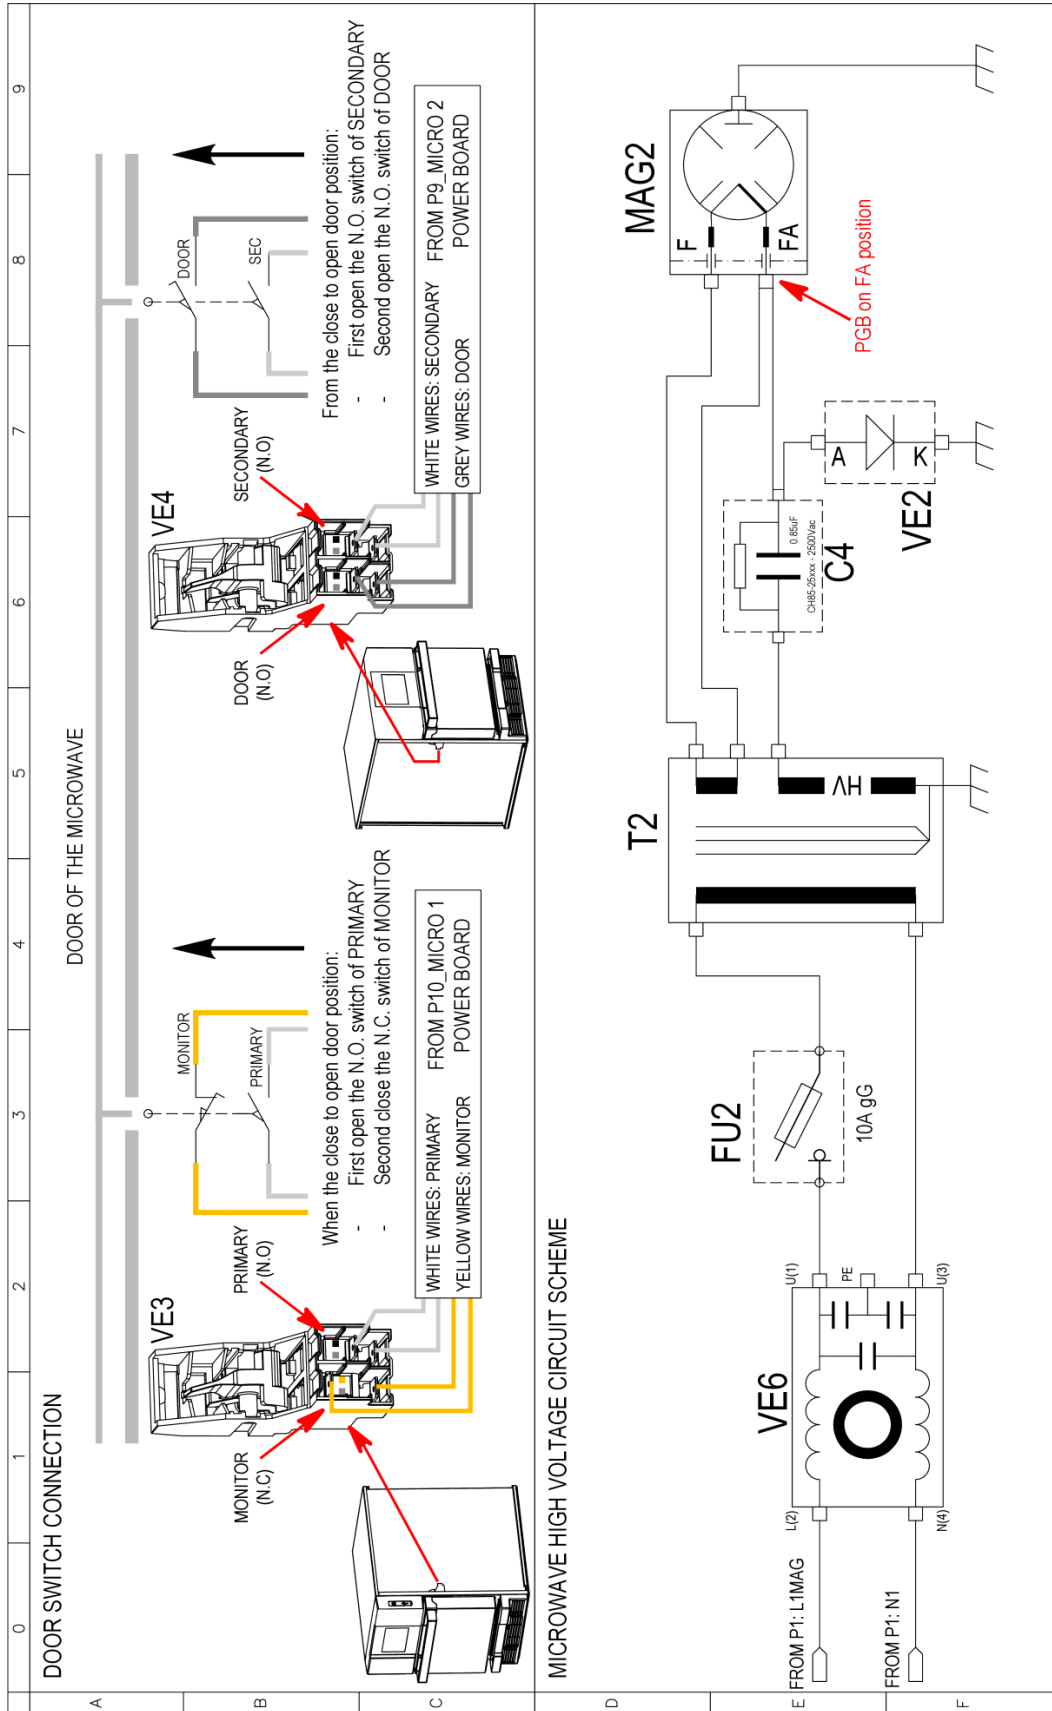 0 1 2 3 4 5 6 7 8 9
A
B
C
D
E
F
DOOR SWITCH CONNECTION
DOOR OF THE MICROWAVE
VE3
MONITOR
(N.C)
PRIMARY
(N.O)
MONITOR
PRIMARY
When the close to open door position:
- First open the N.O. switch of PRIMARY
- Second close the N.C. switch of MONITOR
WHITE WIRES: PRIMARY
YELLOW WIRES: MONITOR
FROM P10_MICRO 1
POWER BOARD
VE4
DOOR
(N.O)
SECONDARY
(N.O)
DOOR
SEC
From the close to open door position:
- First open the N.O. switch of SECONDARY
- Second open the N.O. switch of DOOR
WHITE WIRES: SECONDARY
GREY WIRES: DOOR
FROM P9_MICRO 2
POWER BOARD
MICROWAVE HIGH VOLTAGE CIRCUIT SCHEME
FROM P1: L1MAG
FROM P1: N1
L(2)
N(4)
VE6
U(1)
PE
U(3)
FU2
10A gG
T2
HV
C4
0.85uF
CH85-25xxx - 2500Vac
VE2
A
K
MAG2
F
FA
PGB on FA position